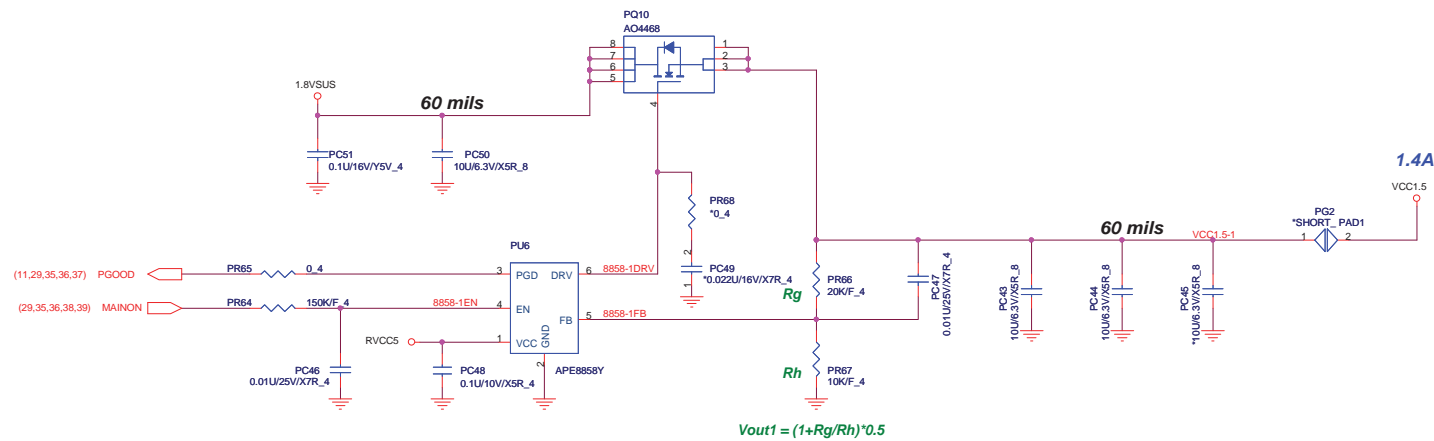 PQ10
AO4468
8
7
6
5
1
2
3
4
1.8VSUS
60 mils
PC51
0.1U/16V/Y5V_4
PC50
10U/6.3V/X5R_8
PR68
*0_4
2
PC49
*0.022U/16V/X7R_4
1
1.4A
VCC1.5
PG2
*SHORT_ PAD1
1
2
60 mils
VCC1.5-1
PU6
(11,29,35,36,37) PGOOD
PR65
0_4
3
PGD
DRV
6
8858-1DRV
(29,35,36,38,39) MAINON
PR64
150K/F_4
8858-1EN
4
EN
FB
5
8858-1FB
RVCC5
1
VCC
GND
2
APE8858Y
PC46
0.01U/25V/X7R_4
PC48
0.1U/10V/X5R_4
Rg
PR66
20K/F_4
PC47
0.01U/25V/X7R_4
PC43
10U/6.3V/X5R_8
PC44
10U/6.3V/X5R_8
PC45
*10U/6.3V/X5R_8
Rh
PR67
10K/F_4
Vout1 = (1+Rg/Rh)*0.5